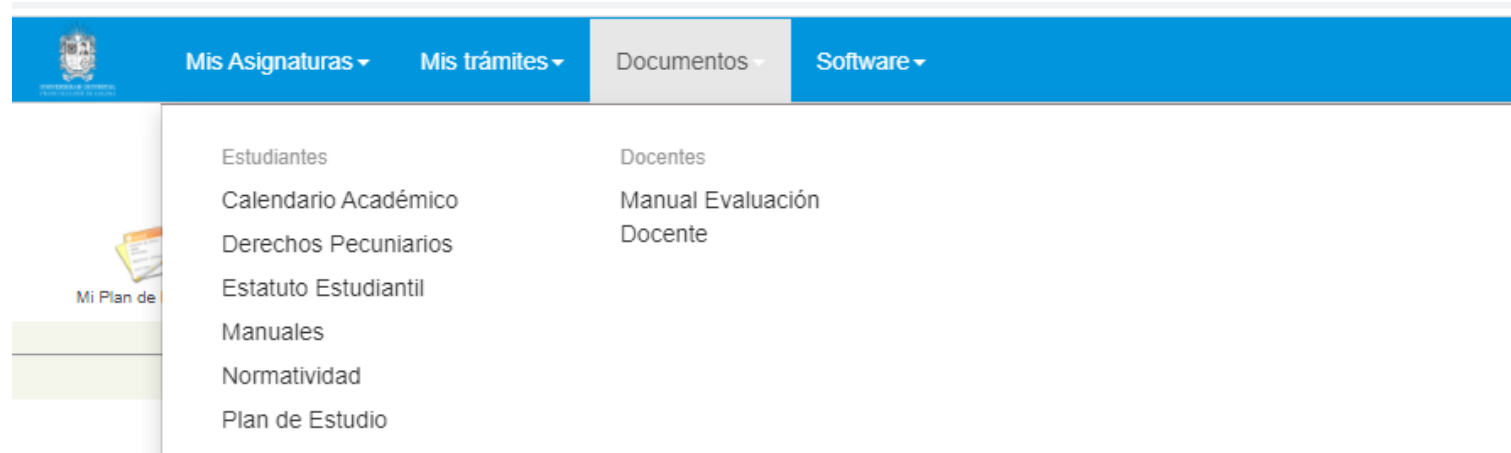 Mis Asignaturas
Mis trámites
Documentos
Software
Estudiantes
Calendario Académico
Derechos Pecuniarios
Estatuto Estudiantil
Manuales
Normatividad
Plan de Estudio
Docentes
Manual Evaluación
Docente
Mi Plan de